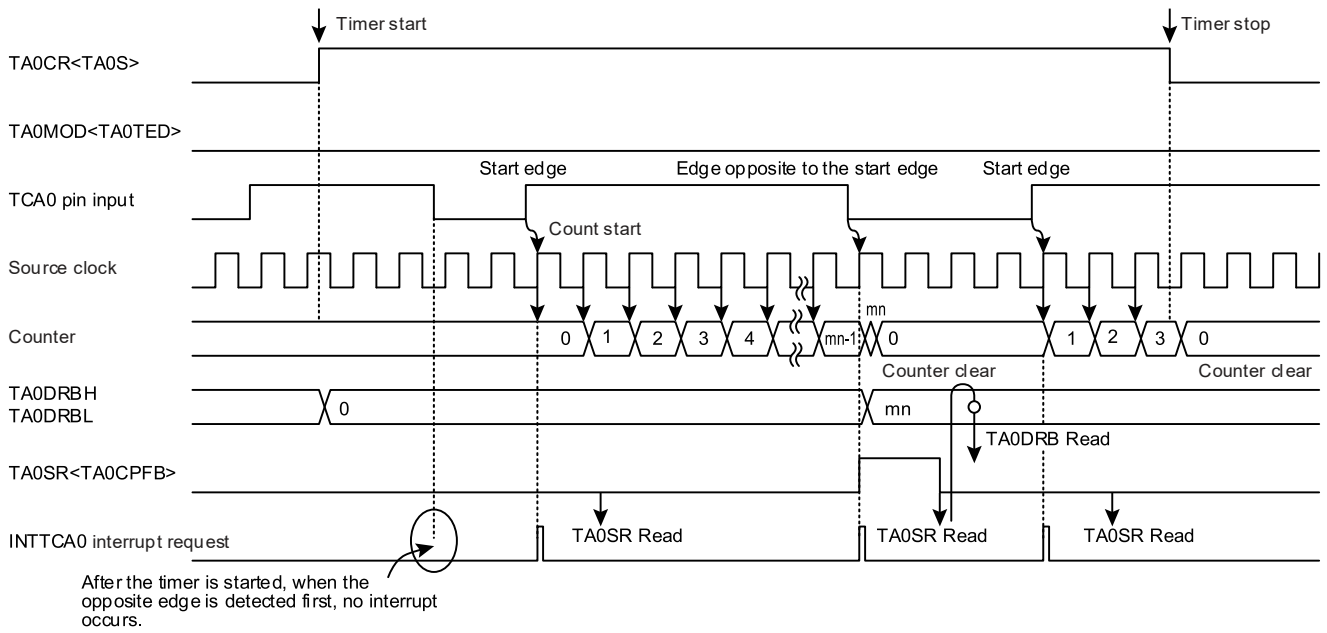 Timer start
Timer stop
TA0CR<TA0S>
TA0MOD<TA0TED>
Start edge
Edge opposite to the start edge
Start edge
TCA0 pin input
Count start
Source clock
mn
Counter
0 1 2 3 4 mn-1 0 1 2 3 0
Counter clear
Counter clear
TA0DRBH
TA0DRBL
0
mn
TA0DRB Read
TA0SR<TA0CPFB>
TA0SR Read
TA0SR Read
TA0SR Read
INTTCA0 interrupt request
After the timer is started, when the
opposite edge is detected first, no interrupt
occurs.